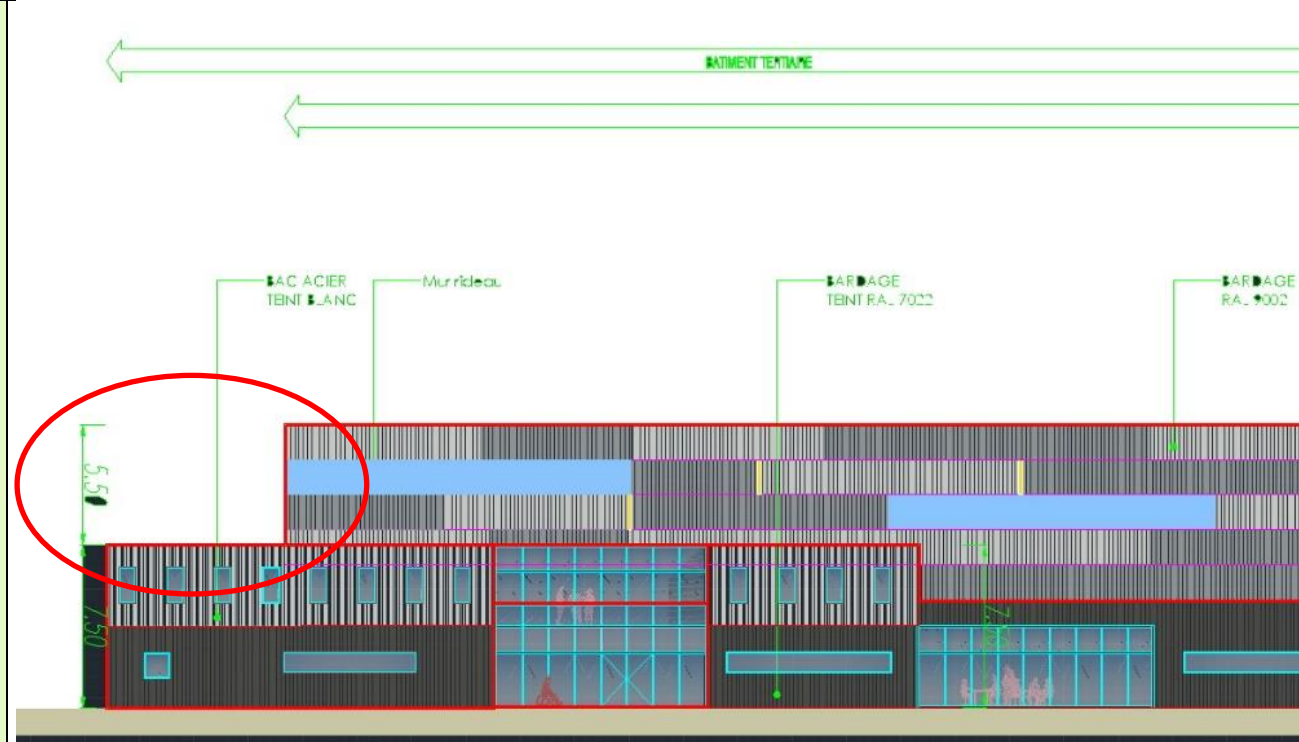 BATIMENT TERTIAIRE
BAC ACIER
TEINT BLANC
Mur rideau
BARDAGE
TEINT RAL 7022
BARDAGE
RAL 9002
5,50
7,50